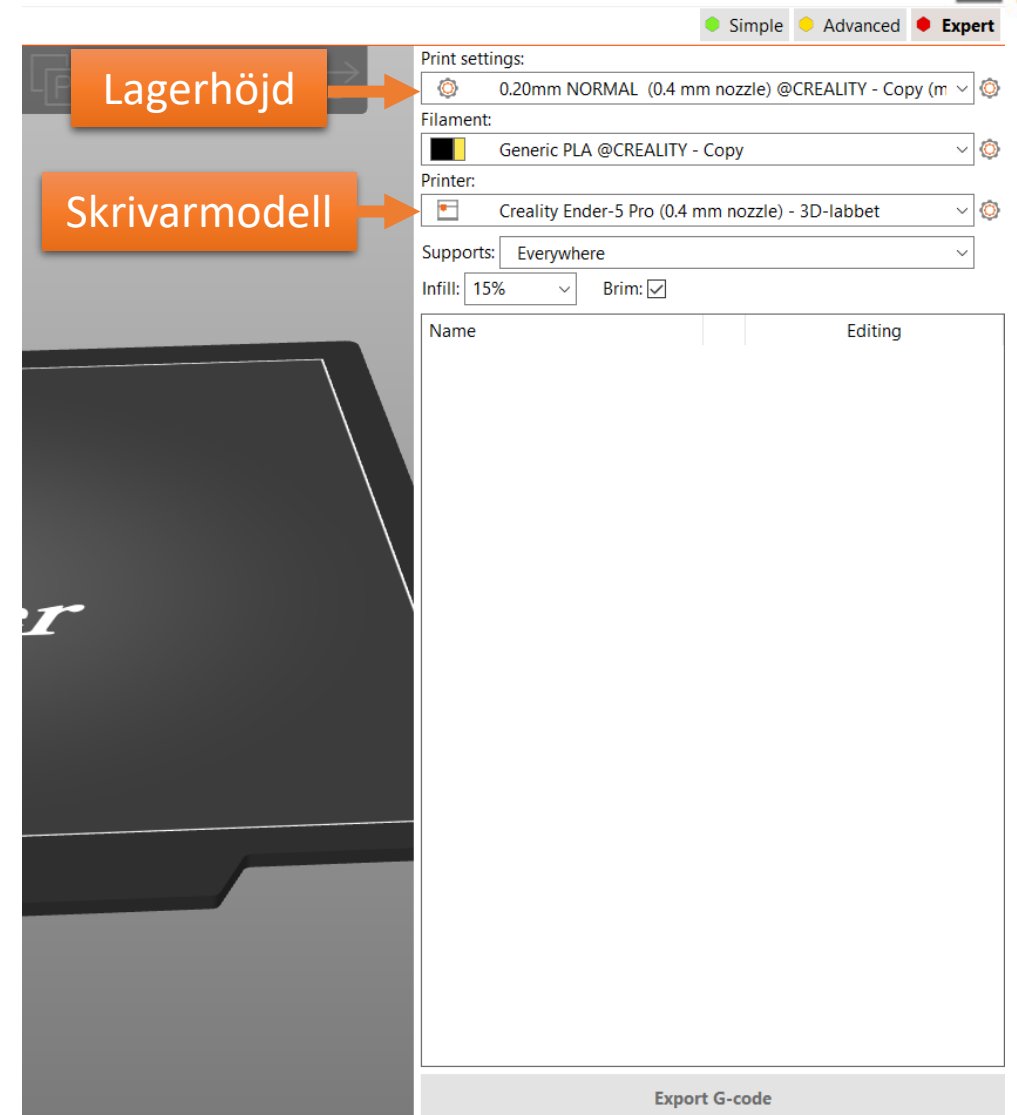 Simple Advanced Expert
Print settings:
Lagerhöjd
0.20mm NORMAL (0.4 mm nozzle) @CREALITY - Copy (m
Filament:
Generic PLA @CREALITY - Copy
Printer:
Skrivarmodell
Creality Ender-5 Pro (0.4 mm nozzle) - 3D-labbet
Supports: Everywhere
Infill: 15% Brim:
Name Editing
er
Export G-code